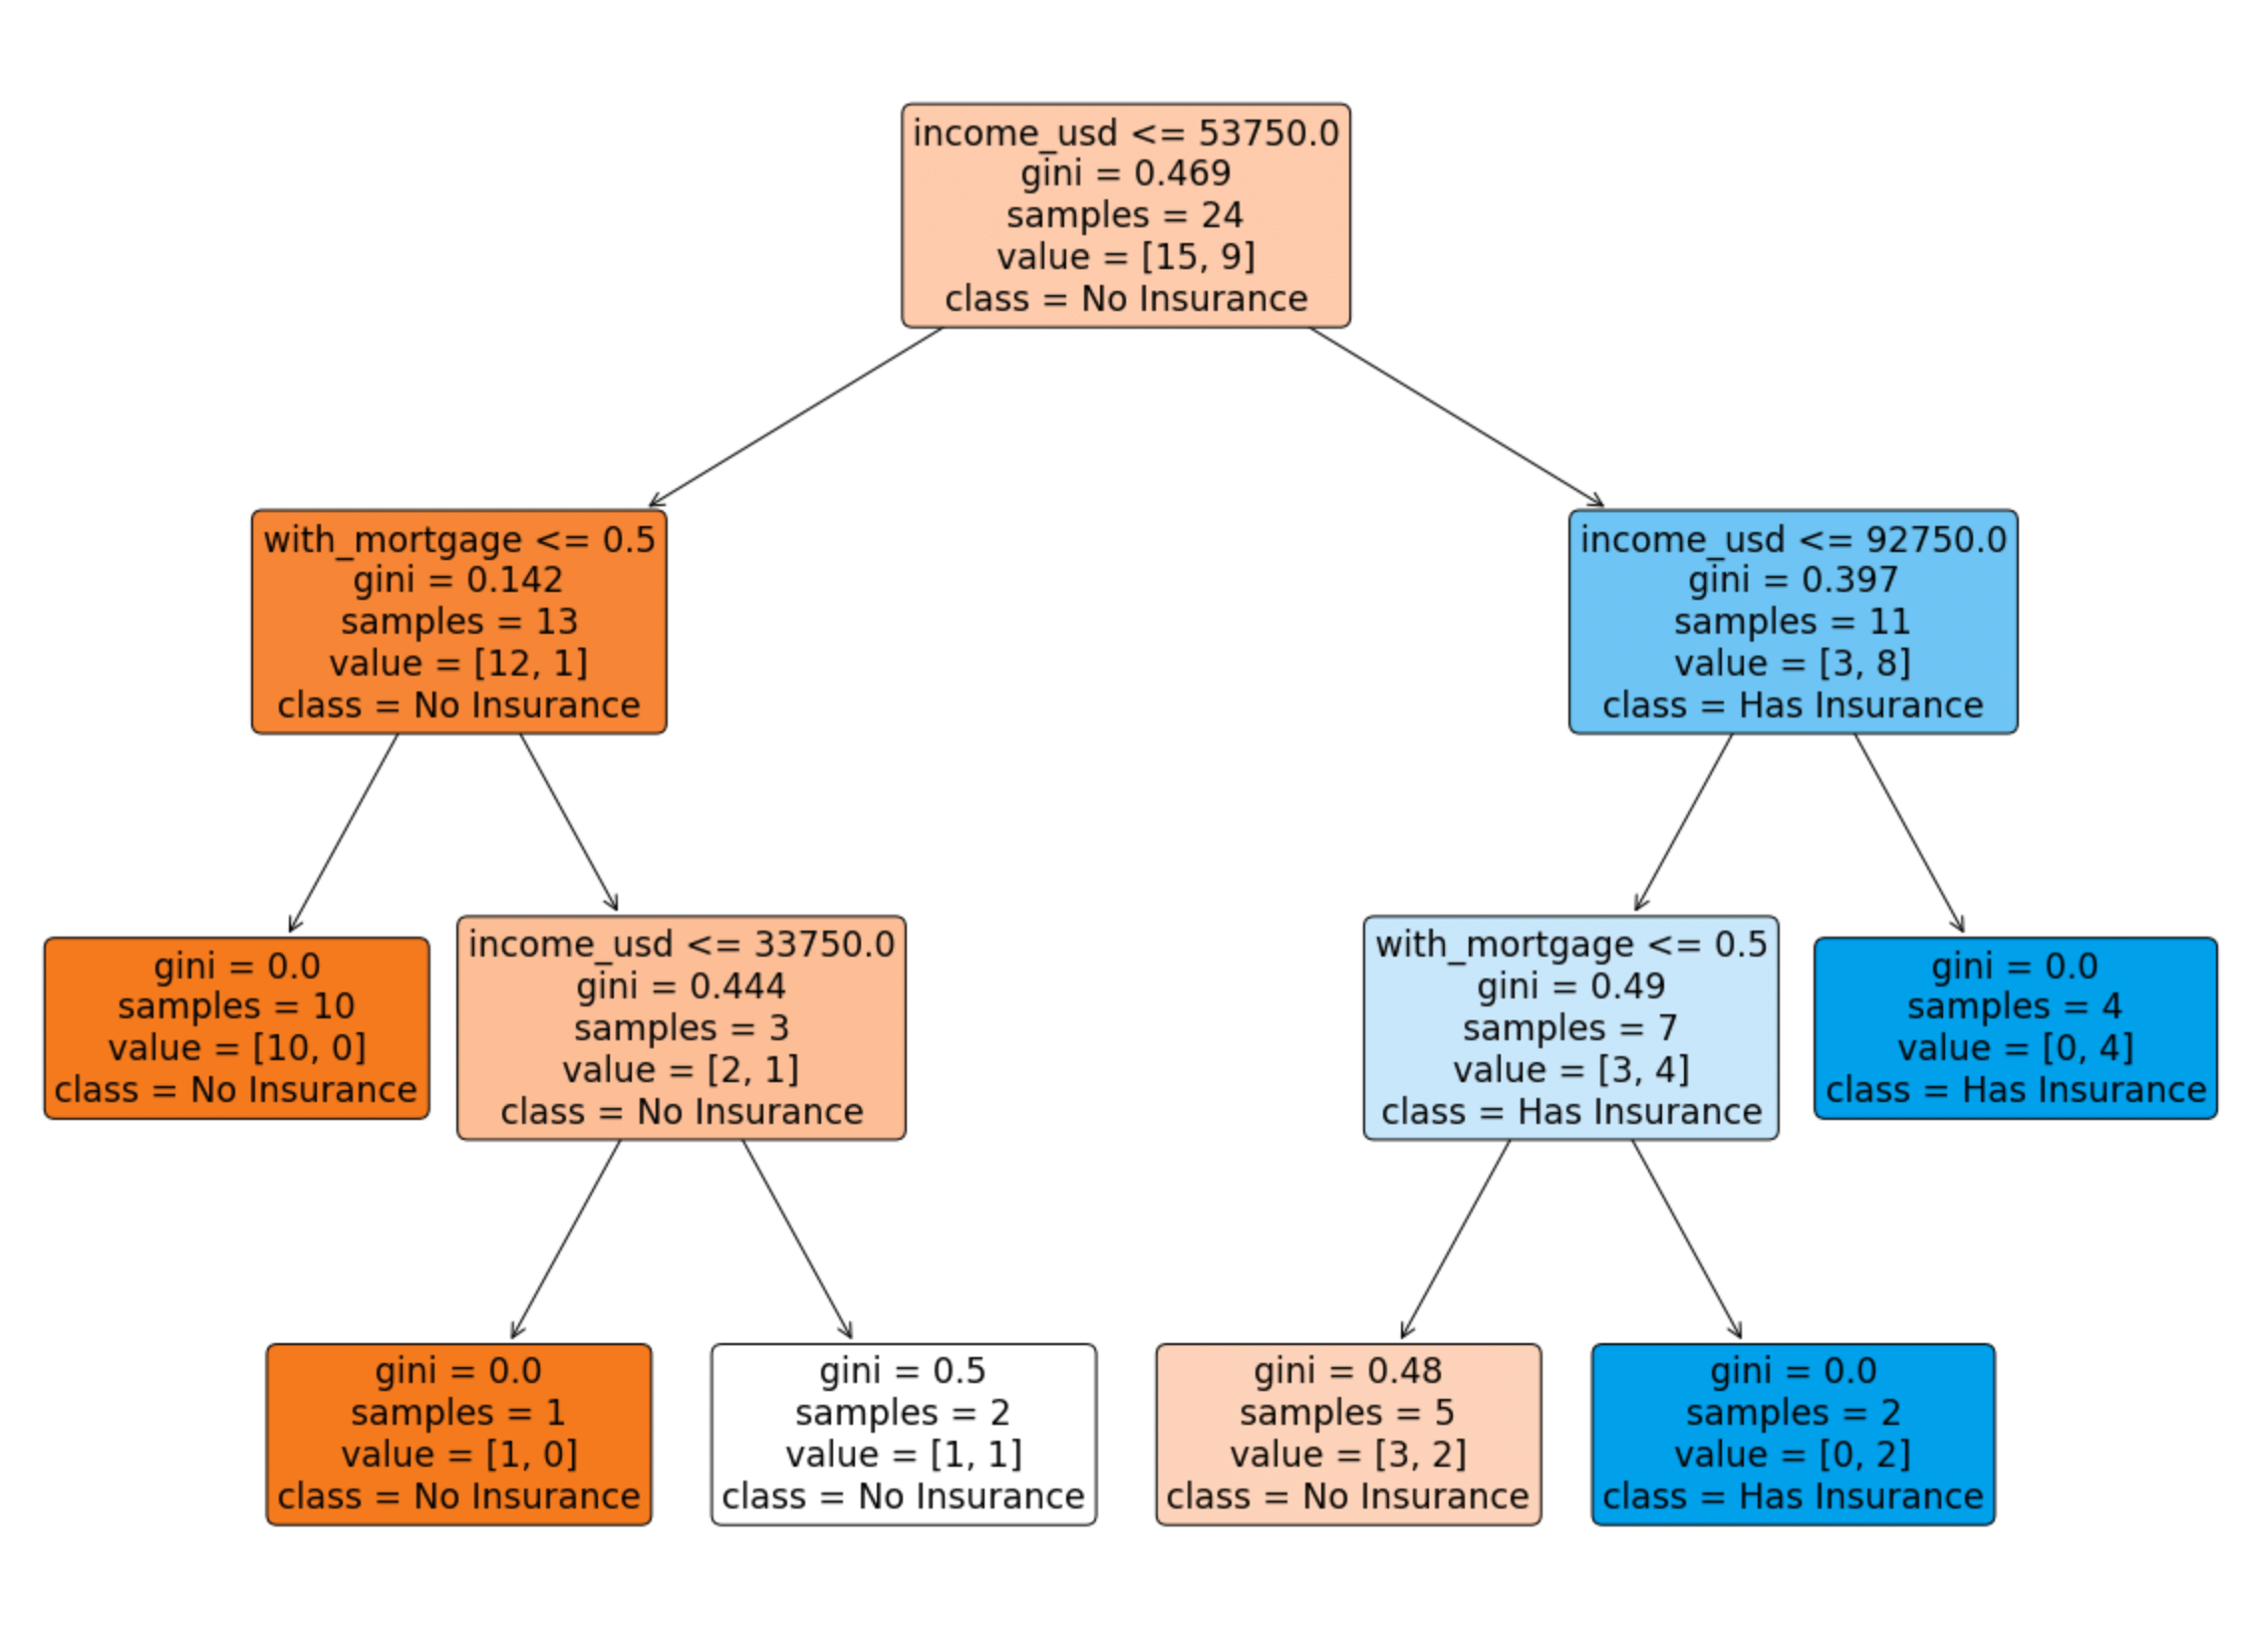 income_usd <= 53750.0
gini = 0.469
samples = 24
value = [15, 9]
class = No Insurance
with_mortgage <= 0.5
gini = 0.142
samples = 13
value = [12, 1]
class = No Insurance
income_usd <= 92750.0
gini = 0.397
samples = 11
value = [3, 8]
class = Has Insurance
gini = 0.0
samples = 10
value = [10, 0]
class = No Insurance
income_usd <= 33750.0
gini = 0.444
samples = 3
value = [2, 1]
class = No Insurance
with_mortgage <= 0.5
gini = 0.49
samples = 7
value = [3, 4]
class = Has Insurance
gini = 0.0
samples = 4
value = [0, 4]
class = Has Insurance
gini = 0.0
samples = 1
value = [1, 0]
class = No Insurance
gini = 0.5
samples = 2
value = [1, 1]
class = No Insurance
gini = 0.48
samples = 5
value = [3, 2]
class = No Insurance
gini = 0.0
samples = 2
value = [0, 2]
class = Has Insurance